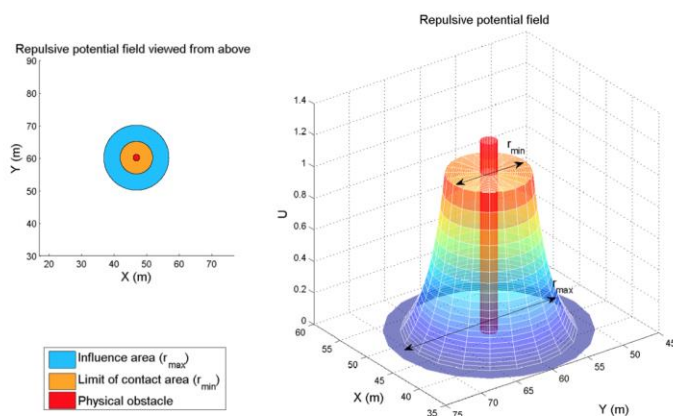 Repulsive potential field viewed from above
90
80
70
60
50
40
30
Y (m)
20 30 40 50 60 70
X (m)
Influence area (rmax)
Limit of contact area (rmin)
Physical obstacle
Repulsive potential field
1.4
1.2
1
0.8
0.6
0.4
0.2
0
U
rmin
rmax
60
55
50
45
40
35
X (m)
75
70
65
60
55
50
45
Y (m)